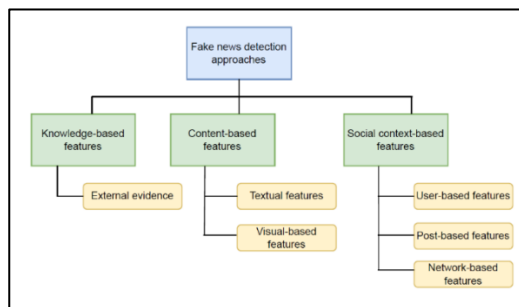 Fake news detection
approaches
Knowledge-based
features
Content-based
features
Social context-based
features
External evidence
Textual features
User-based features
Visual-based
features
Post-based features
Network-based
features